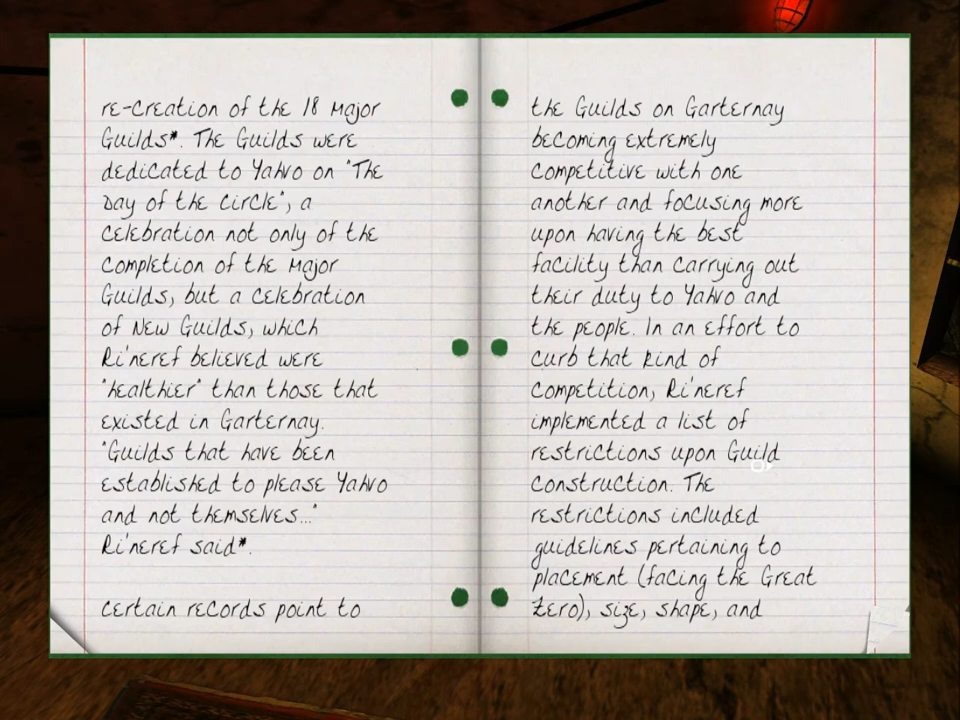 re-creation of the 18 Major
Guilds*. The Guilds were
dedicated to Yahvo on "The
Day of the Circle", a
celebration not only of the
completion of the Major
Guilds, but a celebration
of New Guilds, which
Ri'neref believed were
"healthier" than those that
existed in Garternay.
"Guilds that have been
established to please Yahvo
and not themselves..."
Ri'neref said*.
Certain records point to
the Guilds on Garternay
becoming extremely
competitive with one
another and focusing more
upon having the best
facility than carrying out
their duty to Yahvo and
the people. In an effort to
curb that kind of
competition, Ri'neref
implemented a list of
restrictions upon Guild
construction. The
restrictions included
guidelines pertaining to
placement (facing the Great
Zero), size, shape, and